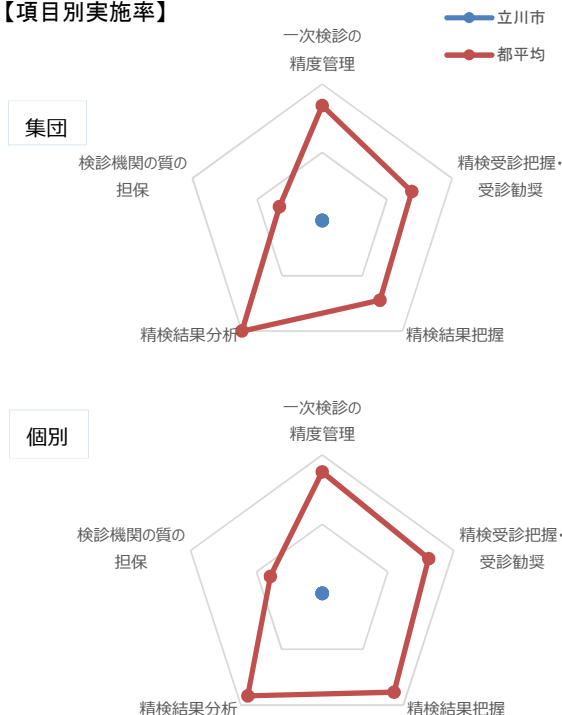 【項目別実施率】
立川市
都平均
集団
一次検診の
精度管理
精検受診把握・
受診勧奨
精検結果把握
精検結果分析
検診機関の質の
担保
個別
一次検診の
精度管理
精検受診把握・
受診勧奨
精検結果把握
精検結果分析
検診機関の質の
担保